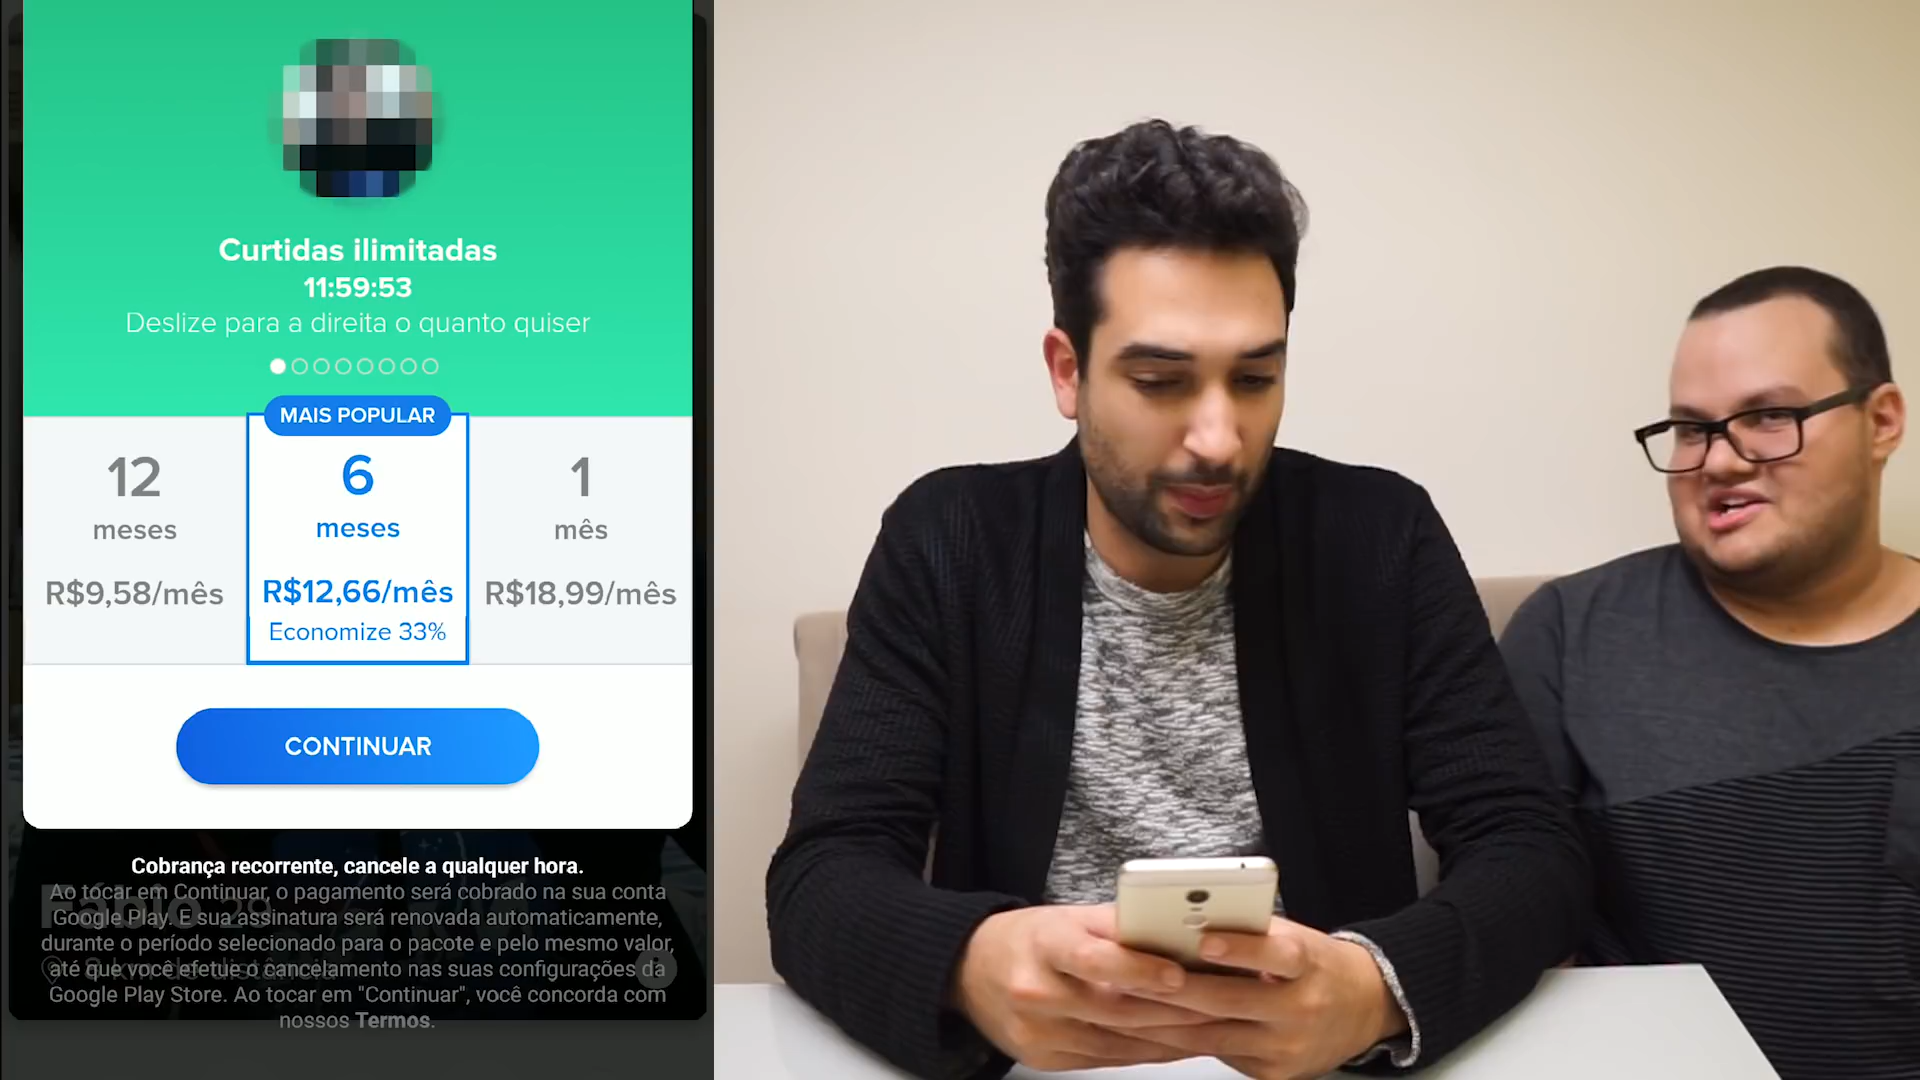 Curtidas ilimitadas
11:59:53
Deslize para a direita o quanto quiser
MAIS POPULAR
12
meses
R$9,58/mês
6
meses
R$12,66/mês
Economize 33%
1
mês
R$18,99/mês
CONTINUAR
Cobrança recorrente, cancele a qualquer hora.
Ao tocar em Continuar, o pagamento será cobrado na sua conta
Google Play. E sua assinatura será renovada automaticamente,
durante o período selecionado para o pacote e pelo mesmo valor,
até que você efetue o cancelamento nas suas configurações da
Google Play Store. Ao tocar em "Continuar", você concorda com
nossos Termos.
Fábio 28